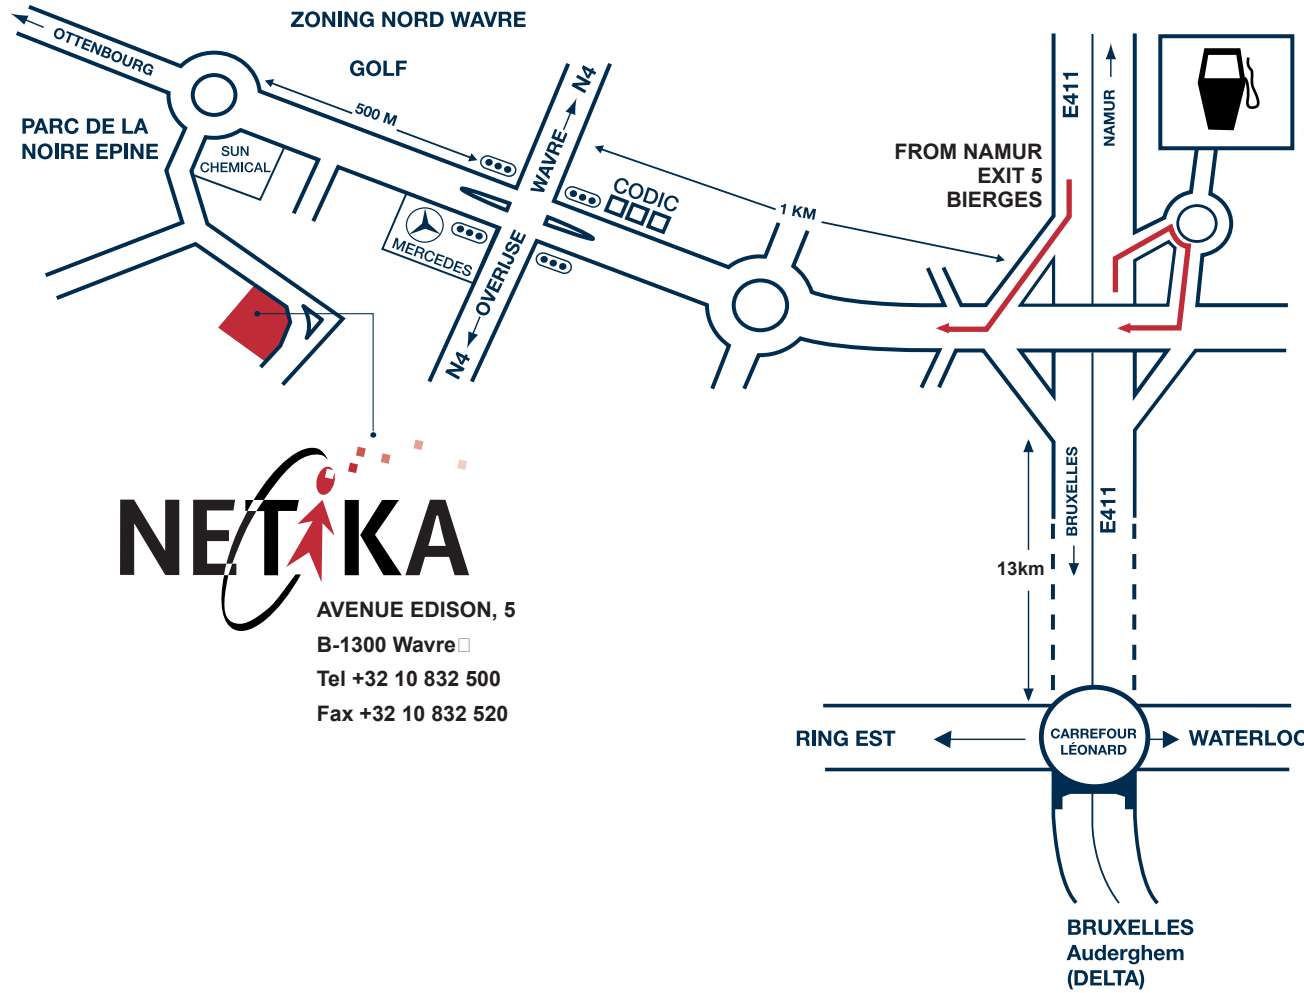 ZONING NORD WAVRE
OTTENBOURG
GOLF
500 M
PARC DE LA
NOIRE EPINE
SUN
CHEMICAL
N4
WAVRE
CODIC
MERCEDES
OVERIJSE
N4
1 KM
FROM NAMUR
EXIT 5
BIERGES
E411
NAMUR
NETIKA
AVENUE EDISON, 5
B-1300 Wavre
Tel +32 10 832 500
Fax +32 10 832 520
BRUXELLES
E411
13km
RING EST
CARREFOUR
LÉONARD
WATERLOO
BRUXELLES
Auderghem
(DELTA)